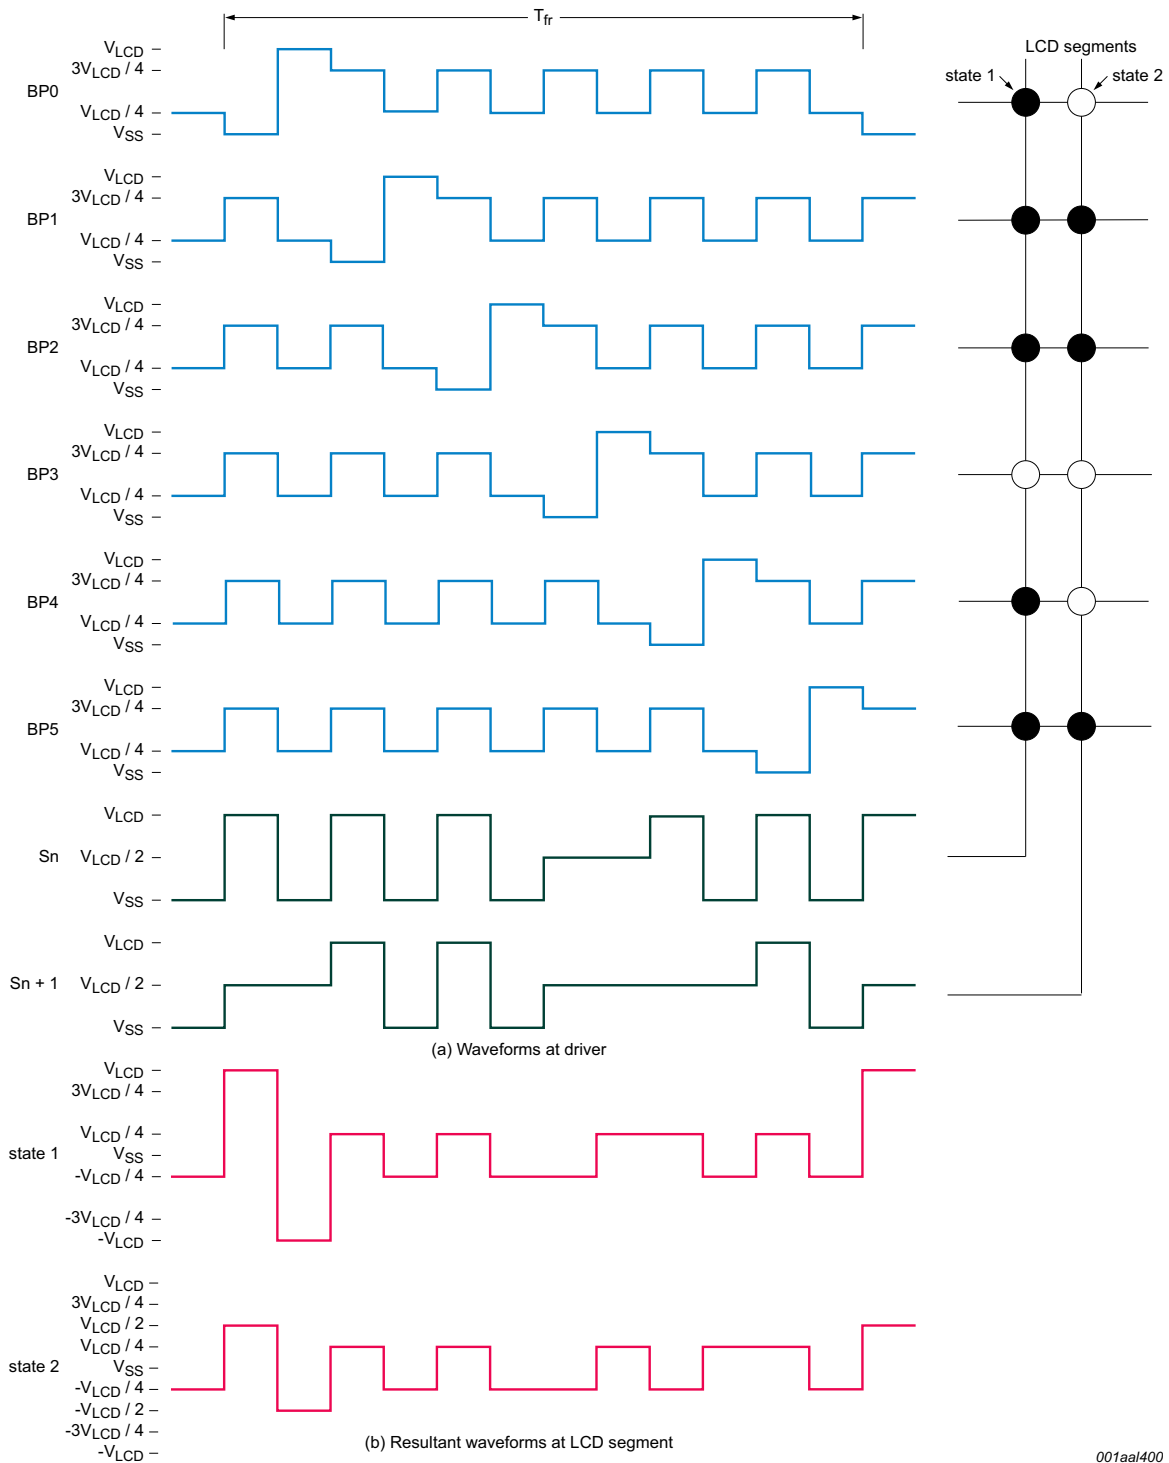 Tfr
VLCD
3VLCD / 4
BP0
VLCD / 4
VSS
LCD segments
state 1
state 2
VLCD
3VLCD / 4
BP1
VLCD / 4
VSS
VLCD
3VLCD / 4
BP2
VLCD / 4
VSS
VLCD
3VLCD / 4
BP3
VLCD / 4
VSS
VLCD
3VLCD / 4
BP4
VLCD / 4
VSS
VLCD
3VLCD / 4
BP5
VLCD / 4
VSS
VLCD
Sn
VLCD / 2
VSS
VLCD
Sn + 1
VLCD / 2
VSS
(a) Waveforms at driver
VLCD
3VLCD / 4
VLCD / 4
state 1
VSS
-VLCD / 4
-3VLCD / 4
-VLCD
VLCD
3VLCD / 4
VLCD / 2
VLCD / 4
state 2
VSS
-VLCD / 4
-VLCD / 2
-3VLCD / 4
-VLCD
(b) Resultant waveforms at LCD segment
001aal400